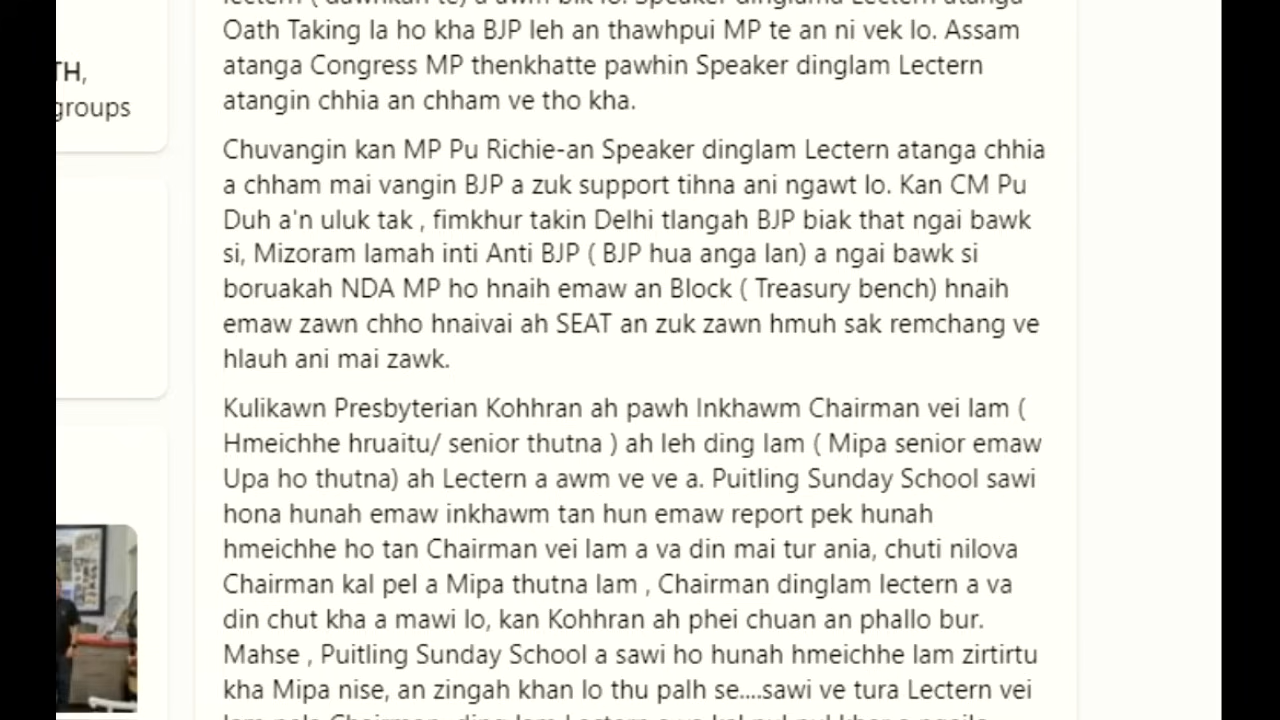 Oath Taking la ho kha BJP leh an thawhpui MP te an ni vek lo. Assam
atanga Congress MP thenkhatte pawhin Speaker dinglam Lectern
atangin chhia an chham ve tho kha.
Chuvangin kan MP Pu Richie-an Speaker dinglam Lectern atanga chhia
a chham mai vangin BJP a zuk support tihna ani ngawt lo. Kan CM Pu
Duh a'n uluk tak , fimkhur takin Delhi tlangah BJP biak that ngai bawk
si, Mizoram lamah inti Anti BJP ( BJP hua anga lan) a ngai bawk si
boruakah NDA MP ho hnaih emaw an Block ( Treasury bench) hnaih
emaw zawn chho hnaivai ah SEAT an zuk zawn hmuh sak remchang ve
hlauh ani mai zawk.
Kulikawn Presbyterian Kohhran ah pawh Inkhawm Chairman vei lam (
Hmeichhe hruaitu/ senior thutna ) ah leh ding lam ( Mipa senior emaw
Upa ho thutna) ah Lectern a awm ve ve a. Puitling Sunday School sawi
hona hunah emaw inkhawm tan hun emaw report pek hunah
hmeichhe ho tan Chairman vei lam a va din mai tur ania, chuti nilova
Chairman kal pel a Mipa thutna lam , Chairman dinglam lectern a va
din chut kha a mawi lo, kan Kohhran ah phei chuan an phallo bur.
Mahse , Puitling Sunday School a sawi ho hunah hmeichhe lam zirtirtu
kha Mipa nise, an zingah khan lo thu palh se....sawi ve tura Lectern vei
TH,
groups